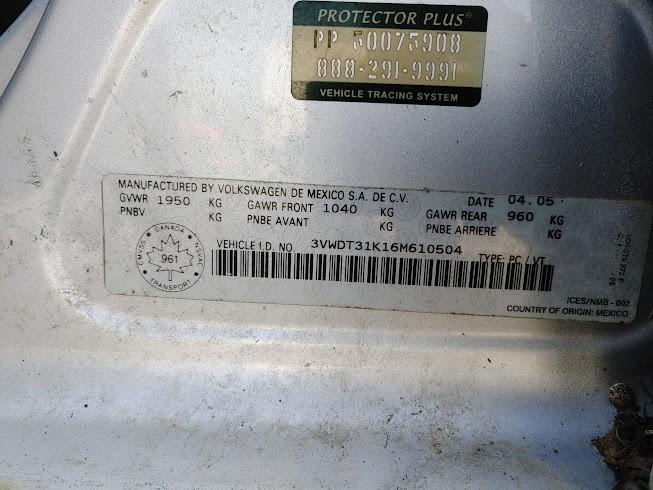 PROTECTOR PLUS®
PP 50075908
888-291-9991
VEHICLE TRACING SYSTEM
MANUFACTURED BY VOLKSWAGEN DE MEXICO S.A. DE C.V. DATE 04.05
GVWR 1950 KG GAWR FRONT 1040 KG GAWR REAR 960 KG
PNBV KG PNBE AVANT KG PNBE ARRIERE KG
VEHICLE I.D. NO. 3VWDT31K16M610504 TYPE: PC / VT
CANADA
961
TRANSPORT
ICES/NMB - 002
COUNTRY OF ORIGIN: MEXICO